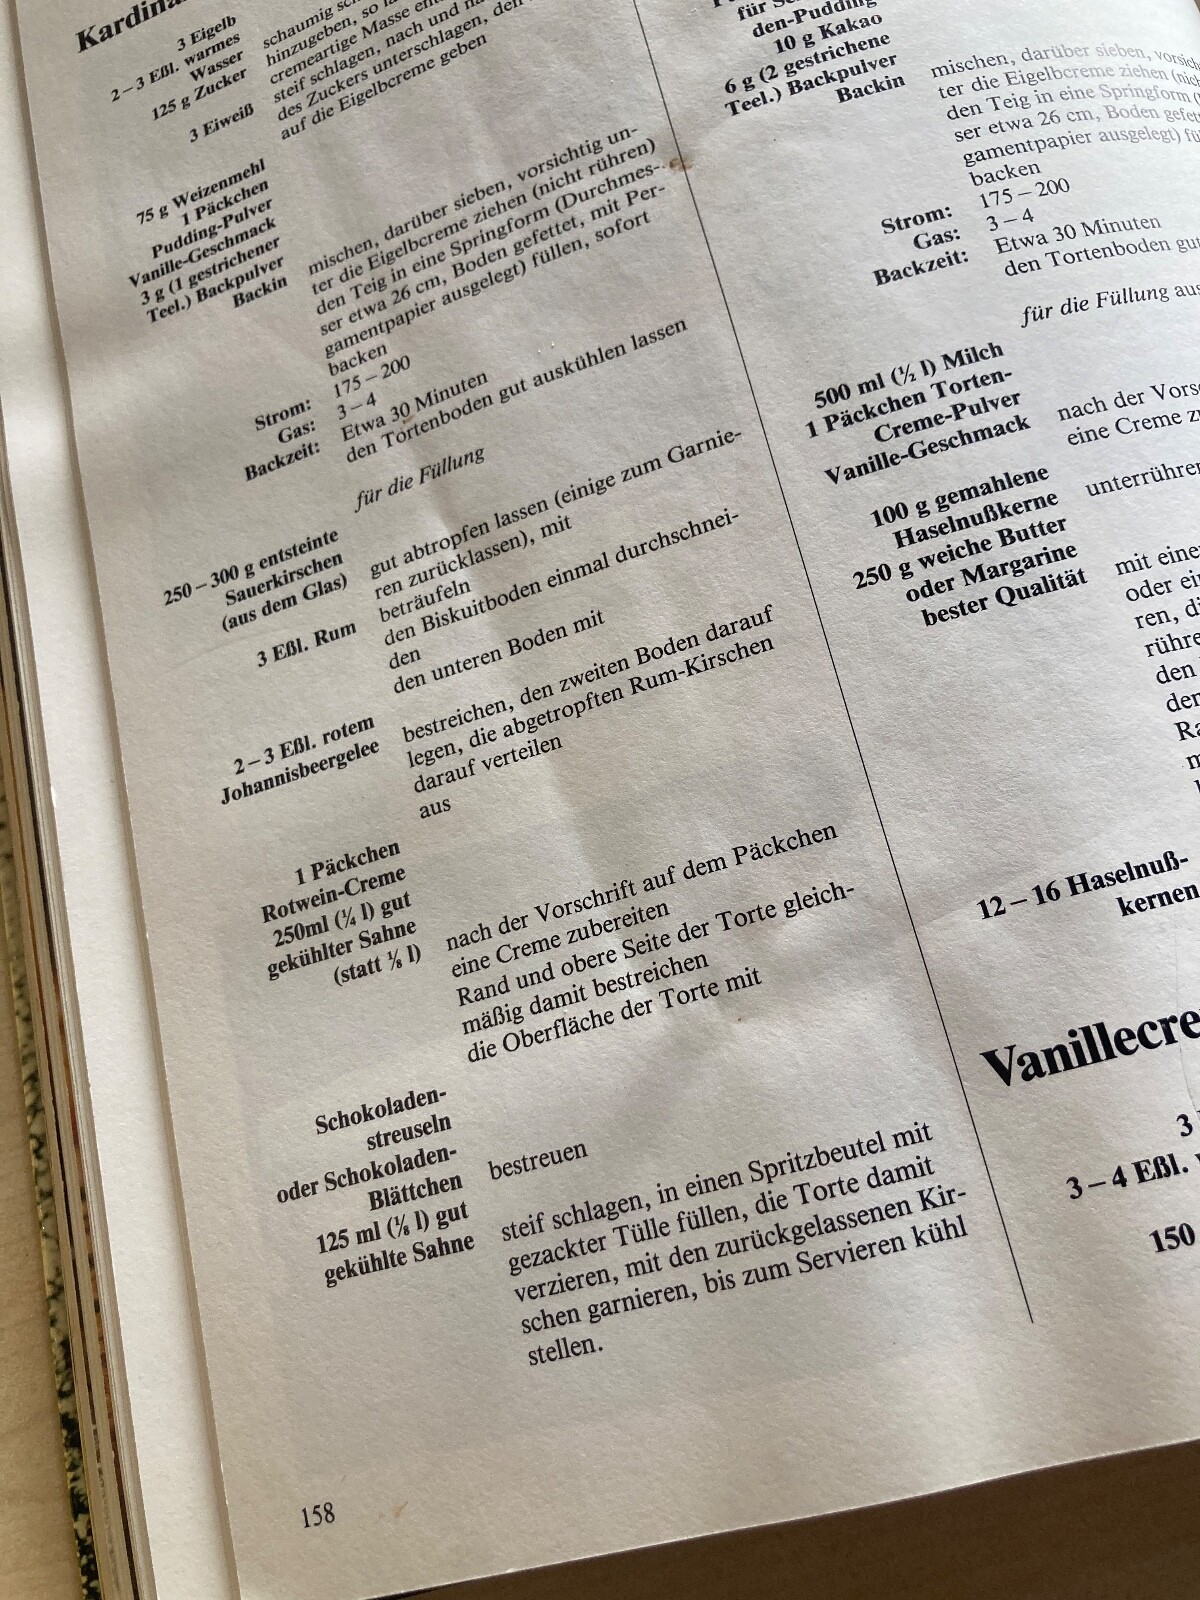 3 Eigelb
2 – 3 Eßl. warmes
Wasser
125 g Zucker
3 Eiweiß
schaumig
hinzugeben, so
cremeartige Masse
steif schlagen, nach und
des Zuckers unterschlagen, den
auf die Eigelbcreme geben
75 g Weizenmehl
1 Päckchen
Pudding-Pulver
Vanille-Geschmack
3 g (1 gestrichener
Teel.) Backpulver
Backin
mischen, darüber sieben, vorsichtig un-
ter die Eigelbcreme ziehen (nicht rühren)
den Teig in eine Springform (Durchmes-
ser etwa 26 cm, Boden gefettet, mit Per-
gamentpapier ausgelegt) füllen, sofort
backen
Strom: 175 – 200
Gas: 3 – 4
Backzeit: Etwa 30 Minuten
den Tortenboden gut auskühlen lassen
für die Füllung
250 – 300 g entsteinte
Sauerkirschen
(aus dem Glas)
3 Eßl. Rum
gut abtropfen lassen (einige zum Garnie-
ren zurücklassen), mit
beträufeln
den Biskuitboden einmal durchschnei-
den
den unteren Boden mit
2 – 3 Eßl. rotem
Johannisbeergelee
bestreichen, den zweiten Boden darauf
legen, die abgetropften Rum-Kirschen
darauf verteilen
aus
1 Päckchen
Rotwein-Creme
250ml (¼ l) gut
gekühlter Sahne
(statt ⅛ l)
nach der Vorschrift auf dem Päckchen
eine Creme zubereiten
Rand und obere Seite der Torte gleich-
mäßig damit bestreichen
die Oberfläche der Torte mit
Schokoladen-
streuseln
oder Schokoladen-
Blättchen
125 ml (⅛ l) gut
gekühlte Sahne
bestreuen
steif schlagen, in einen Spritzbeutel mit
gezackter Tülle füllen, die Torte damit
verzieren, mit den zurückgelassenen Kir-
schen garnieren, bis zum Servieren kühl
stellen.
158
für
den-Pudding
10 g Kakao
6 g (2 gestrichene
Teel.) Backpulver
Backin
mischen, darüber sieben,
ter die Eigelbcreme ziehen
den Teig in eine Springform
ser etwa 26 cm, Boden
gamentpapier ausgelegt)
backen
Strom: 175 – 200
Gas: 3 – 4
Backzeit: Etwa 30 Minuten
den Tortenboden
für die Füllung aus
500 ml (½ l) Milch
1 Päckchen Torten-
Creme-Pulver
Vanille-Geschmack
nach der
eine Creme
100 g gemahlene
Haselnußkerne
250 g weiche Butter
oder Margarine
bester Qualität
mit
oder
ren,
den
12 – 16 Haselnuß-
kernen
3
3 – 4 Eßl.
150